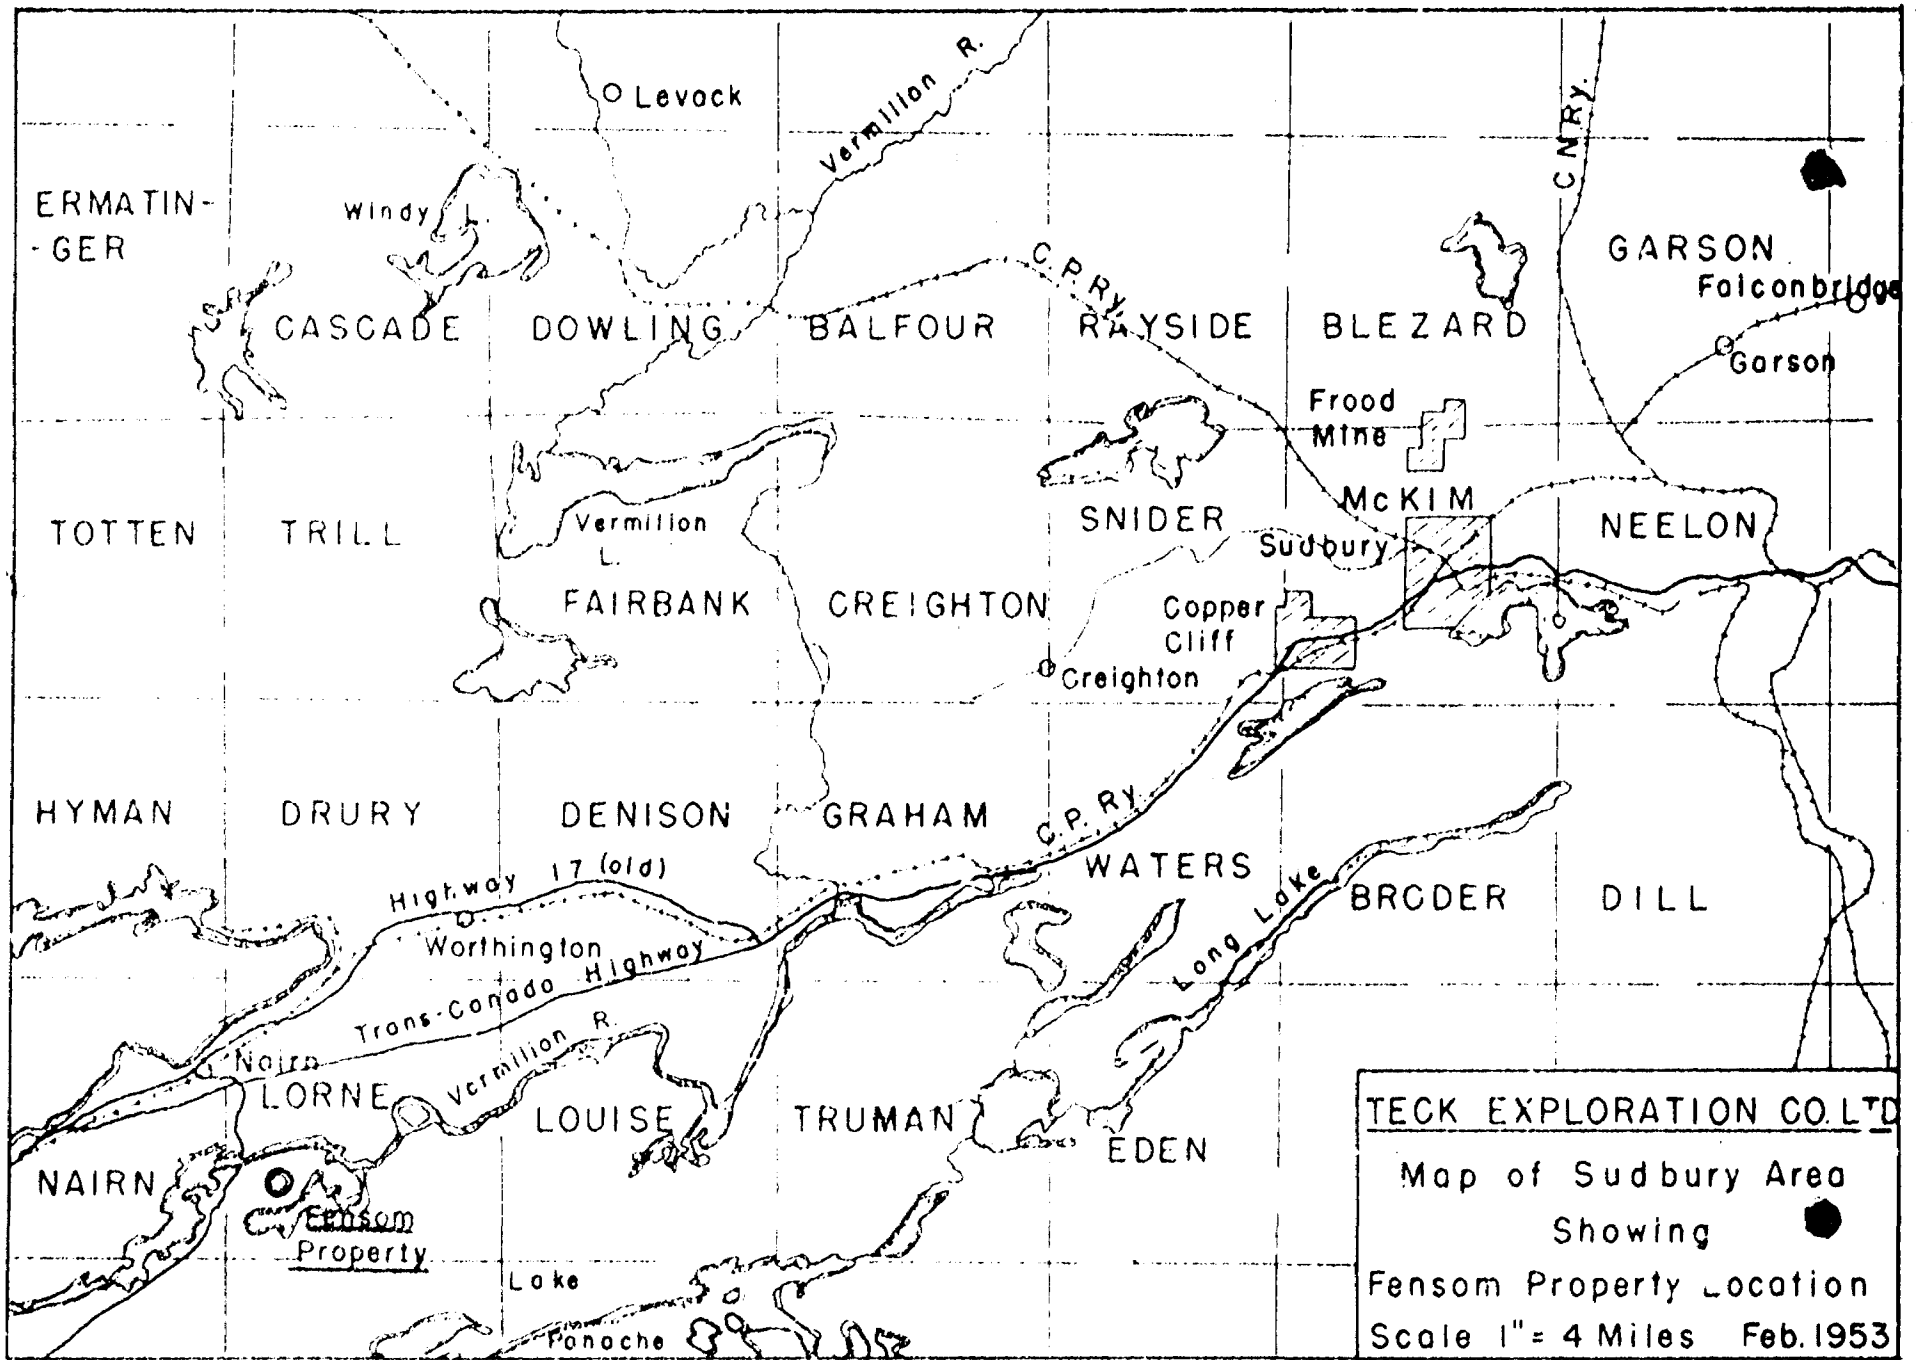 Levack
Vermilion R.
C N Ry.
ERMATIN-
-GER
Windy L.
GARSON
Falconbridge
C.P. Ry.
CASCADE
DOWLING
BALFOUR
RAYSIDE
BLEZARD
Garson
Frood
Mine
McKIM
TOTTEN
TRILL
Vermilion
L.
SNIDER
Sudbury
NEELON
FAIRBANK
CREIGHTON
Copper
Cliff
Creighton
HYMAN
DRURY
DENISON
GRAHAM
C.P. Ry
WATERS
Highway 17 (old)
Worthington
Long Lake
BRODER
DILL
Trans-Canada Highway
Nairn
Vermilion R.
LORNE
LOUISE
TRUMAN
EDEN
NAIRN
Fensom
Property
Lake
Panache
TECK EXPLORATION CO. LTD
Map of Sudbury Area
Showing
Fensom Property Location
Scale 1" = 4 Miles Feb. 1953